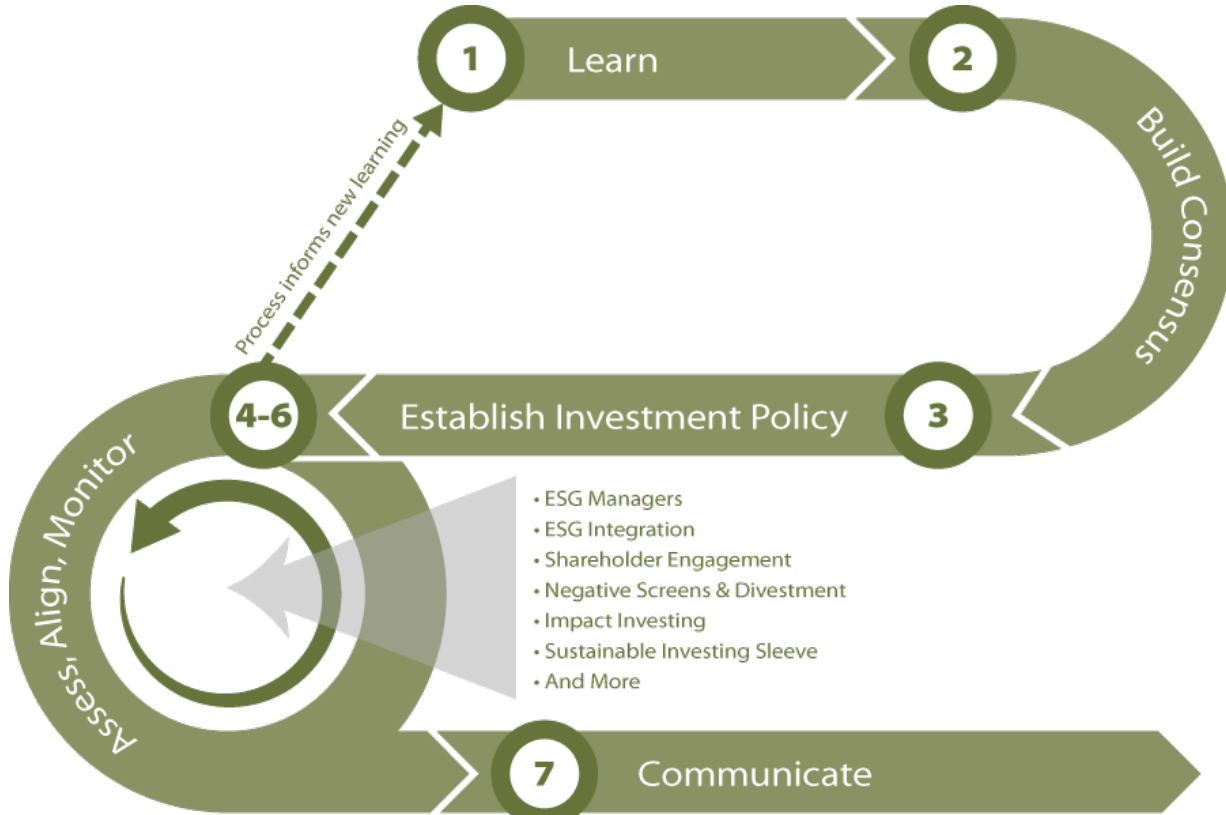 1
Learn
2
Build Consensus
3
Establish Investment Policy
4-6
Process informs new learning
Assess, Align, Monitor
• ESG Managers
• ESG Integration
• Shareholder Engagement
• Negative Screens & Divestment
• Impact Investing
• Sustainable Investing Sleeve
• And More
7
Communicate